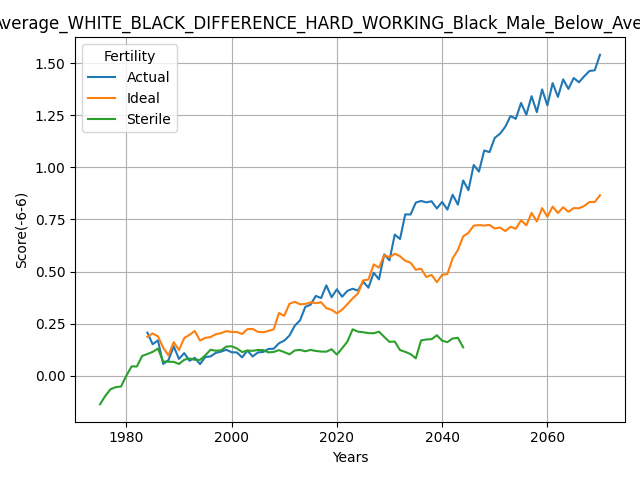 verage_WHITE_BLACK_DIFFERENCE_HARD_WORKING_Black_Male_Below_Ave
Fertility
Actual
Ideal
Sterile
Score(-6-6)
1.50
1.25
1.00
0.75
0.50
0.25
0.00
1980 2000 2020 2040 2060
Years